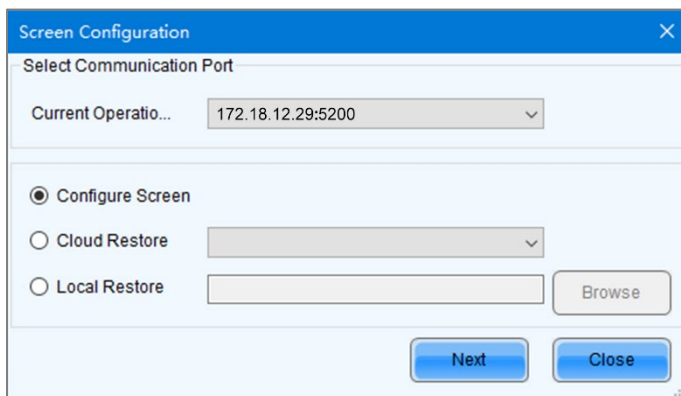 Screen Configuration
Select Communication Port
Current Operatio... 172.18.12.29:5200
Configure Screen
Cloud Restore
Local Restore Browse
Next Close